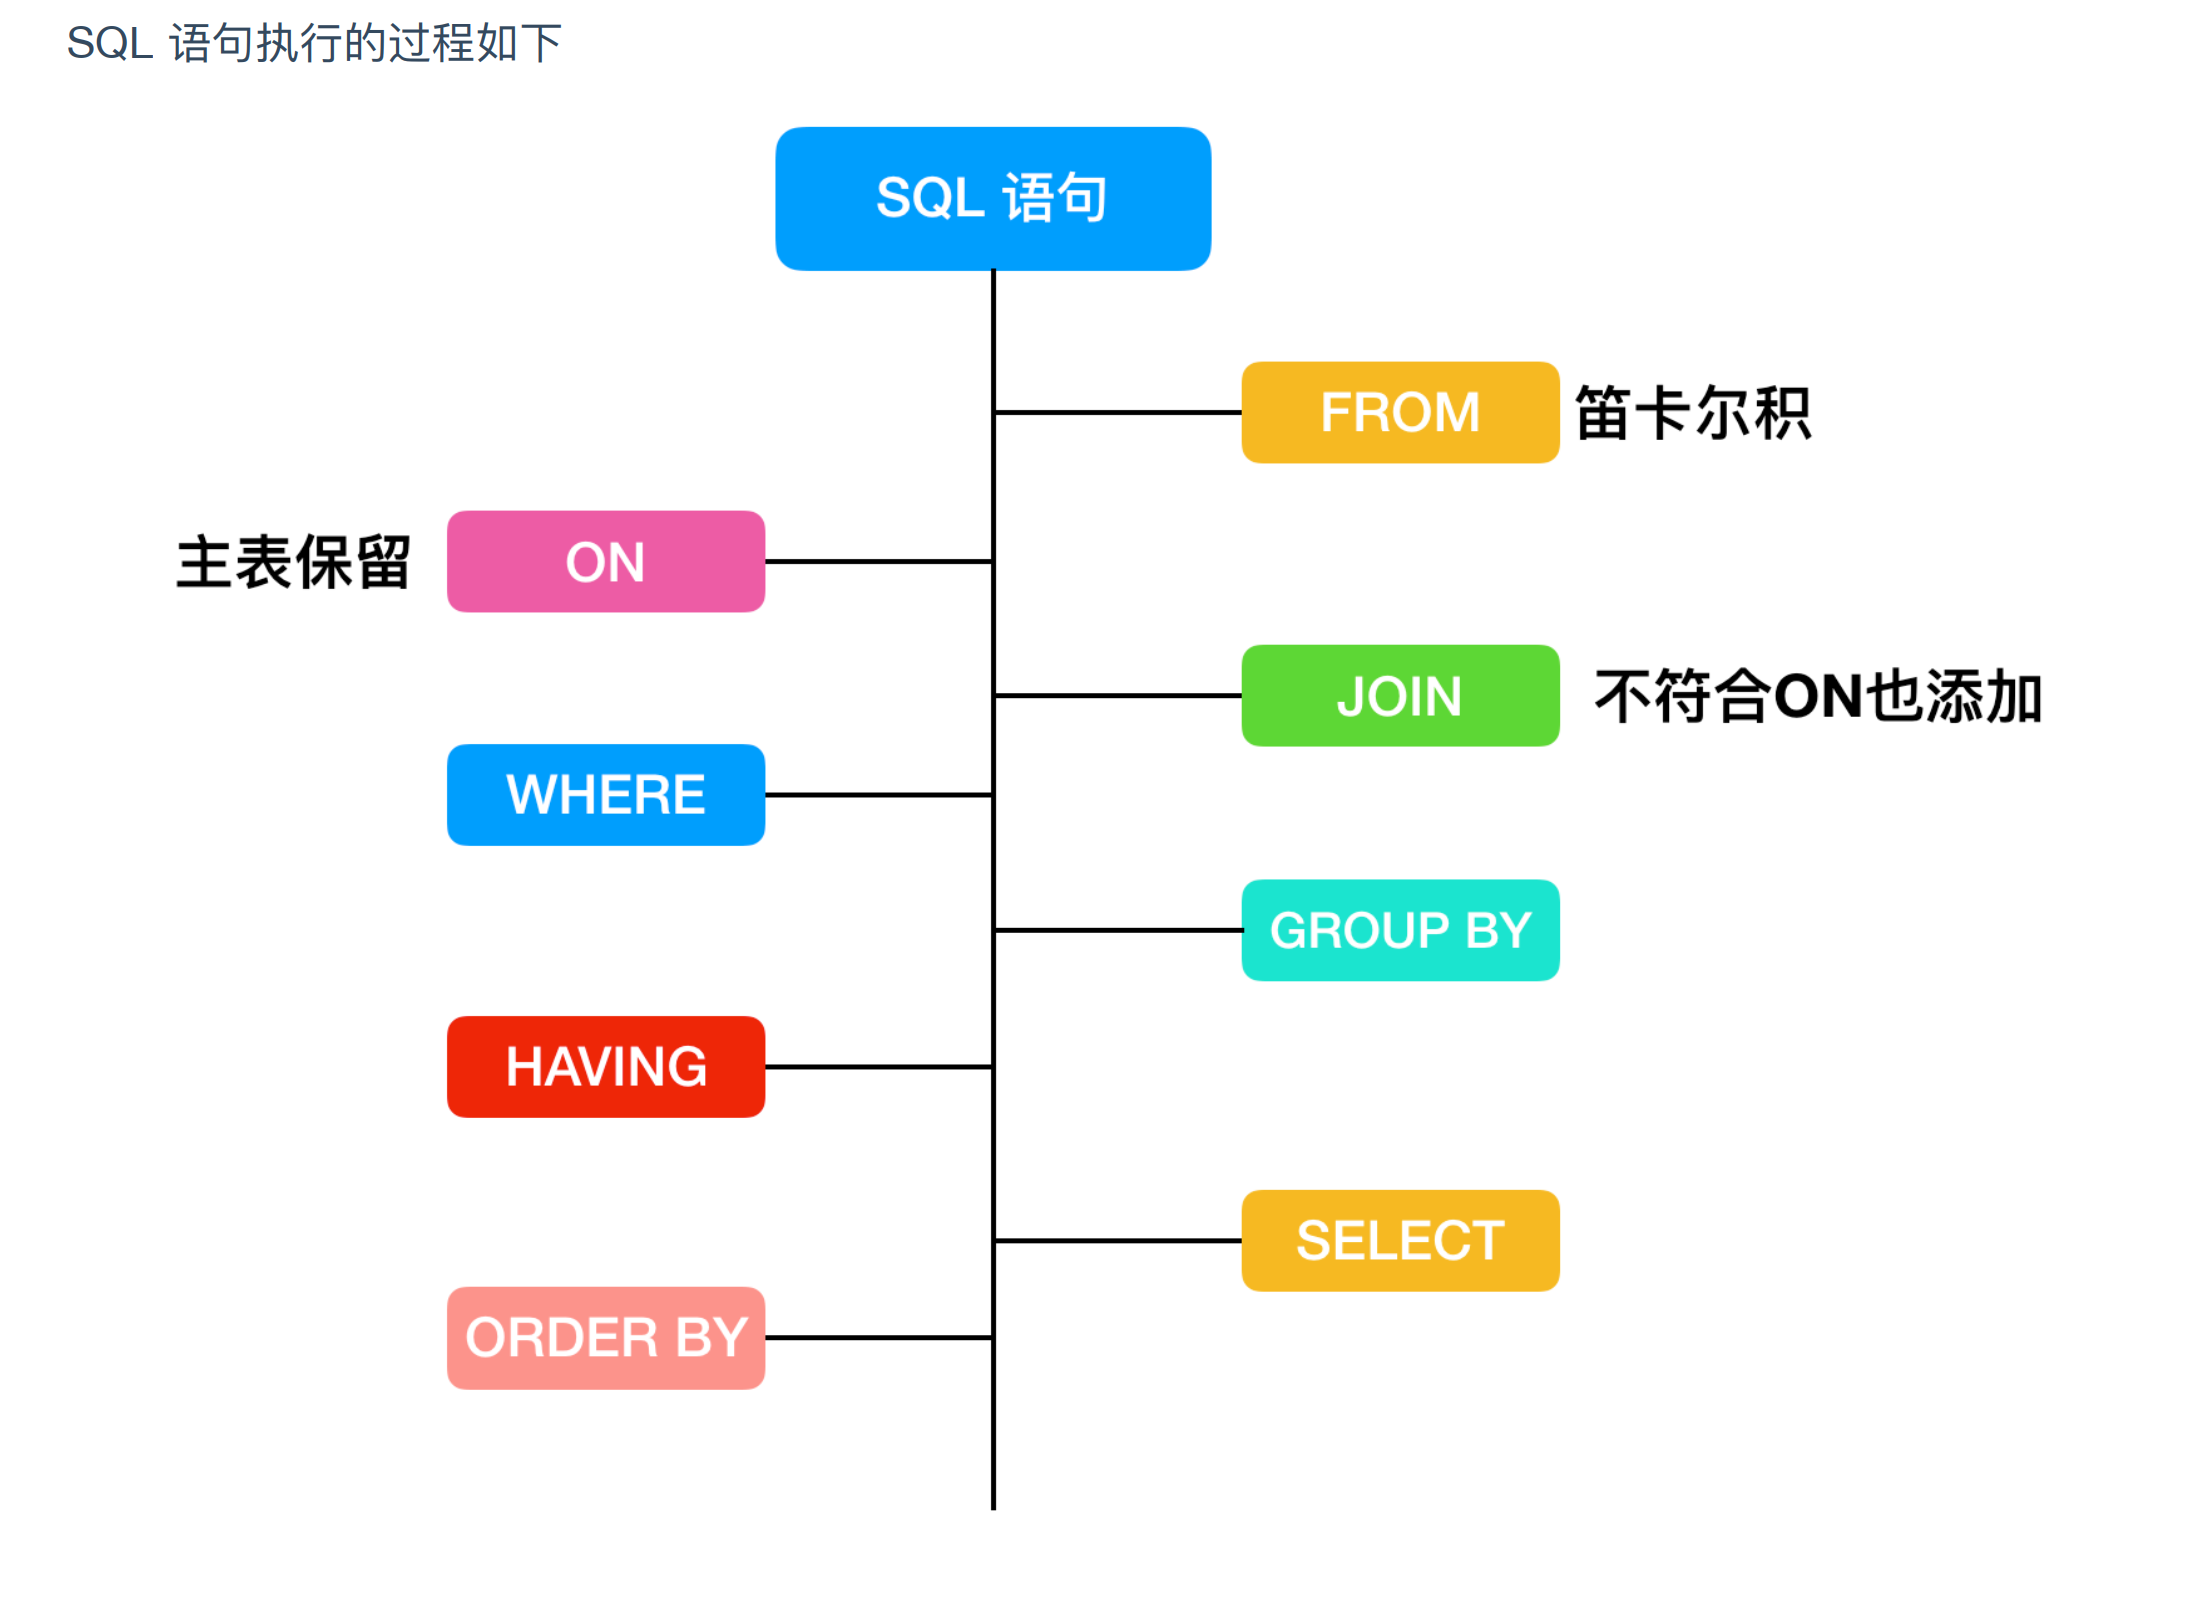 SQL 语句执行的过程如下
SQL 语句
FROM 笛卡尔积
主表保留 ON
JOIN 不符合ON也添加
WHERE
GROUP BY
HAVING
SELECT
ORDER BY